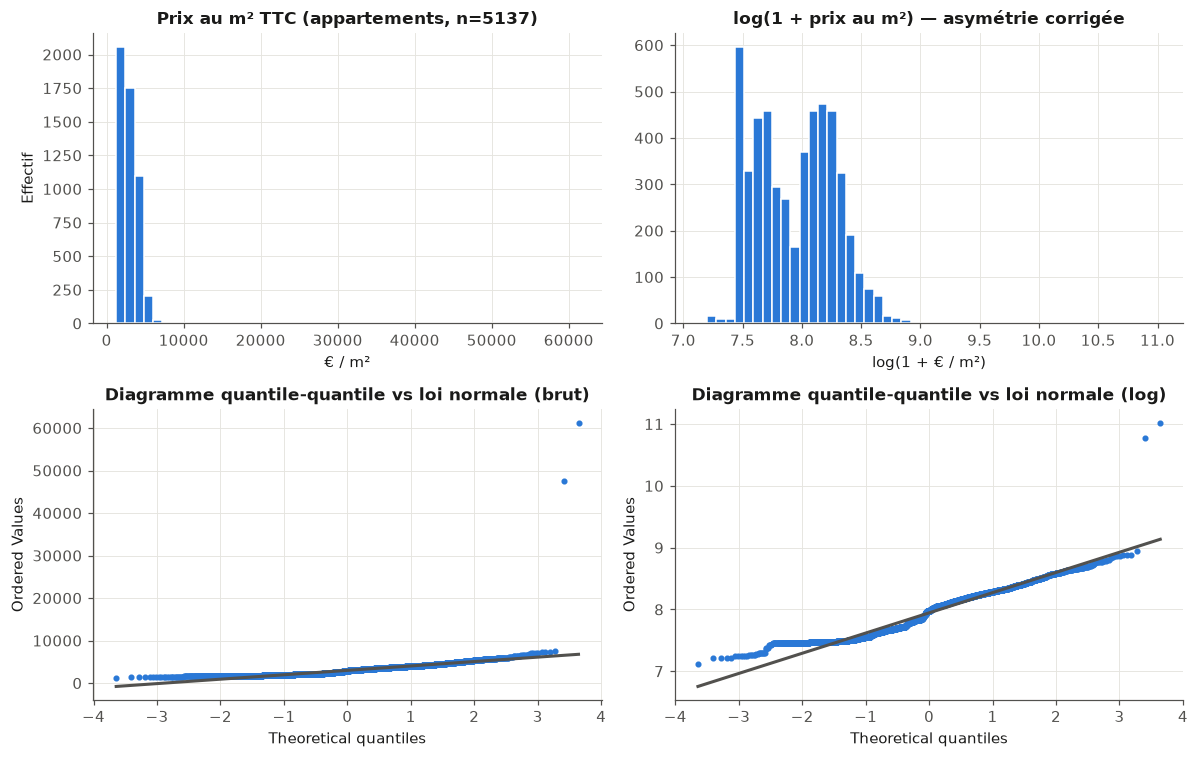 Prix au m² TTC (appartements, n=5137)
2000
1750
1500
1250
1000
750
500
250
0
Effectif
0 10000 20000 30000 40000 50000 60000
€ / m²
log(1 + prix au m²) — asymétrie corrigée
600
500
400
300
200
100
0
7.0 7.5 8.0 8.5 9.0 9.5 10.0 10.5 11.0
log(1 + € / m²)
Diagramme quantile-quantile vs loi normale (brut)
60000
50000
40000
30000
20000
10000
0
Ordered Values
−4 −3 −2 −1 0 1 2 3 4
Theoretical quantiles
Diagramme quantile-quantile vs loi normale (log)
11
10
9
8
7
Ordered Values
−4 −3 −2 −1 0 1 2 3 4
Theoretical quantiles